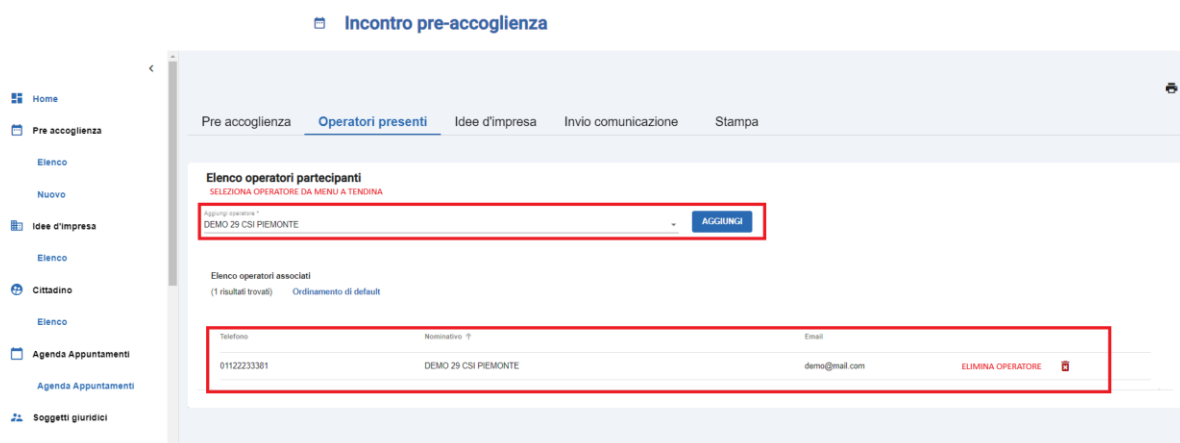 Incontro pre-accoglienza
Home
Pre accoglienza
Elenco
Nuovo
Idee d'impresa
Elenco
Cittadino
Elenco
Agenda Appuntamenti
Agenda Appuntamenti
Soggetti giuridici
Pre accoglienza Operatori presenti Idee d'impresa Invio comunicazione Stampa
Elenco operatori partecipanti
SELEZIONA OPERATORE DA MENU A TENDINA
Aggiungi operatore *
DEMO 29 CSI PIEMONTE AGGIUNGI
Elenco operatori associati
(1 risultati trovati) Ordinamento di default
Telefono Nominativo ↑ Email
01122233381 DEMO 29 CSI PIEMONTE demo@mail.com ELIMINA OPERATORE